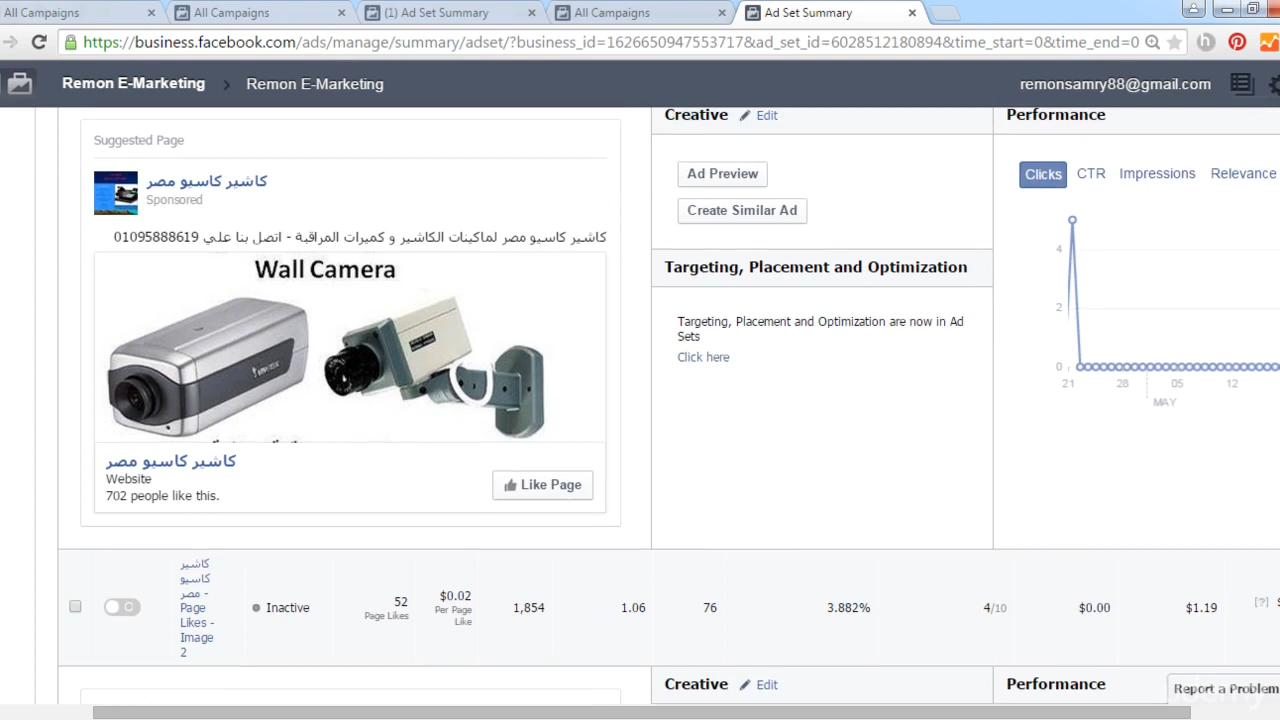 All Campaigns
All Campaigns
(1) Ad Set Summary
All Campaigns
Ad Set Summary
https://business.facebook.com/ads/manage/summary/adset/?business_id=1626650947553717&ad_set_id=6028512180894&time_start=0&time_end=0
Remon E-Marketing
Remon E-Marketing
remonsamry88@gmail.com
Suggested Page
كاشير كاسيو مصر
Sponsored
كاشير كاسيو مصر لماكينات الكاشير و كميرات المراقبة - اتصل بنا علي 01095888619
Wall Camera
VIVOTEK
كاشير كاسيو مصر
Website
702 people like this.
Like Page
Creative Edit
Ad Preview
Create Similar Ad
Targeting, Placement and Optimization
Targeting, Placement and Optimization are now in Ad
Sets
Click here
Performance
Clicks CTR Impressions Relevance
4
2
0
21 28 05 12
MAY
كاشير
كاسيو
مصر -
Page
Likes -
Image
2
Inactive
52
Page Likes
$0.02
Per Page
Like
1,854
1.06
76
3.882%
4/10
$0.00
$1.19
[?]
Creative Edit
Performance
Report a Problem